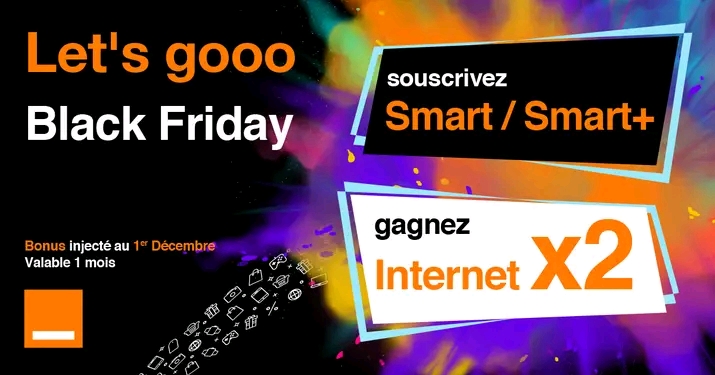 Let's gooo
Black Friday
souscrivez
Smart / Smart+
gagnez
Internet x2
Bonus injecté au 1er Décembre
Valable 1 mois